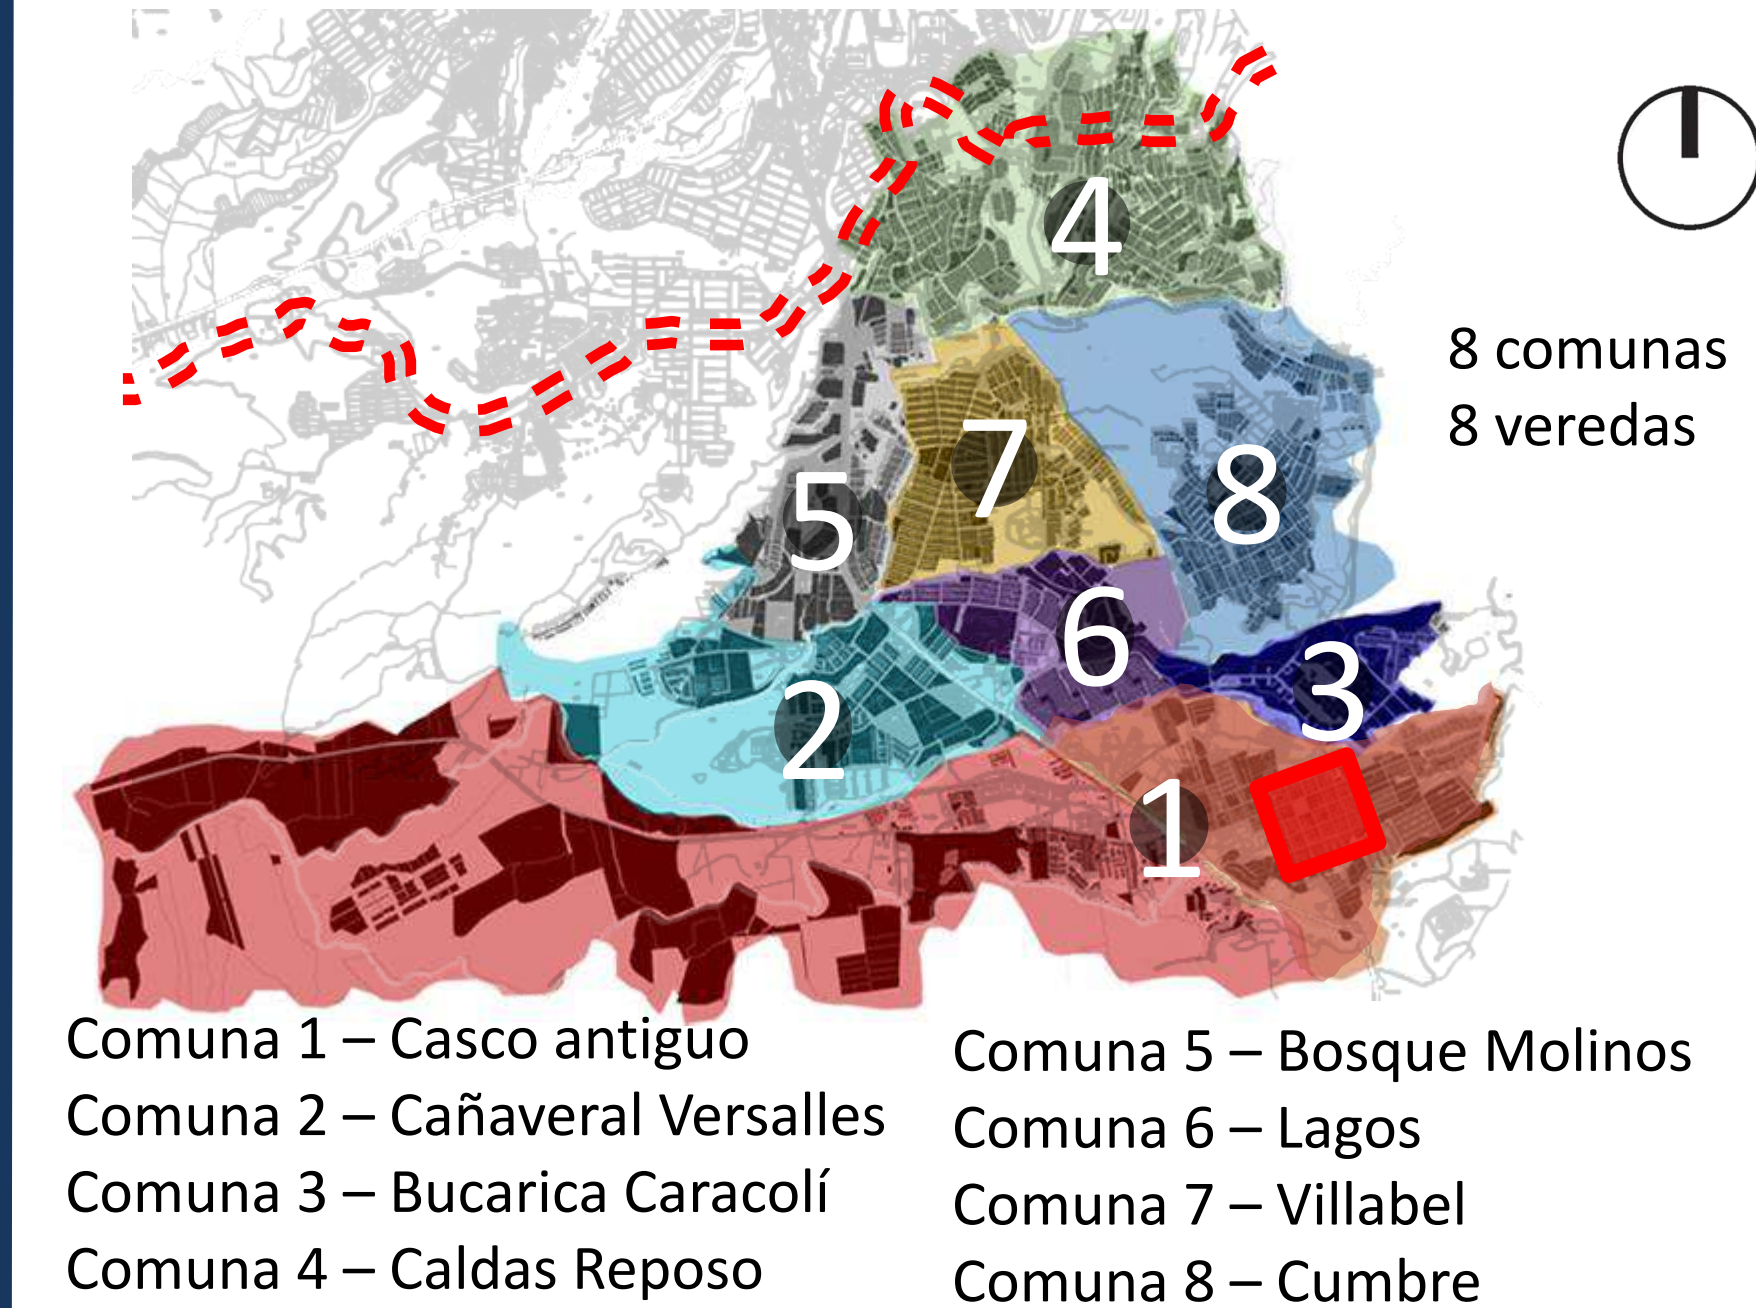 4
8 comunas
8 veredas
7
5
8
6
3
2
1
Comuna 1 – Casco antiguo
Comuna 2 – Cañaveral Versalles
Comuna 3 – Bucarica Caracolí
Comuna 4 – Caldas Reposo
Comuna 5 – Bosque Molinos
Comuna 6 – Lagos
Comuna 7 – Villabel
Comuna 8 – Cumbre